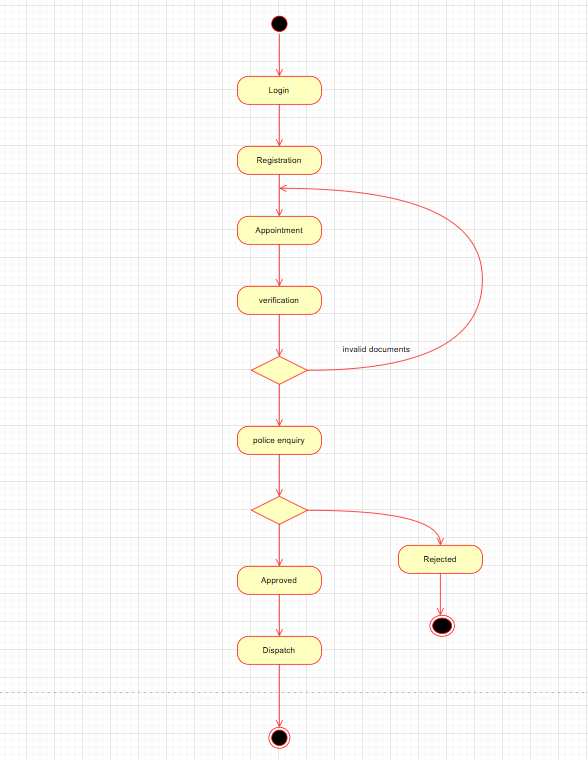 Login
Registration
Appointment
verification
invalid documents
police enquiry
Rejected
Approved
Dispatch